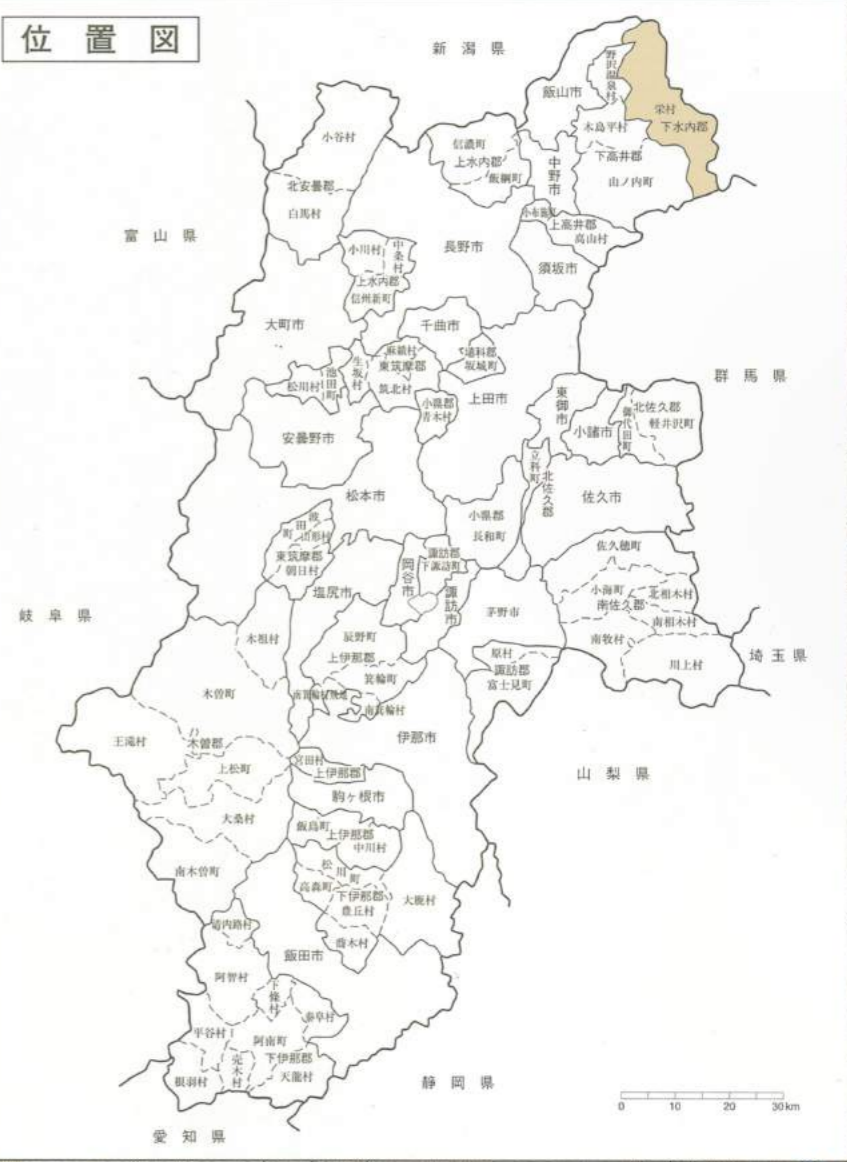 位置図
新潟県
野沢温泉村
飯山市
栄村
下水内郡
木島平村
下高井郡
山ノ内町
小谷村
信濃町
上水内郡
飯綱町
中野市
北安曇郡
白馬村
小布施町
上高井郡
高山村
富山県
小川村
中条村
長野市
須坂市
上水内郡
信州新町
大町市
千曲市
麻績村
東筑摩郡
筑北村
埴科郡
坂城町
生坂村
池田町
松川村
群馬県
上田市
小県郡
青木村
東御市
小諸市
御代田町
北佐久郡
軽井沢町
安曇野市
立科町
北佐久郡
佐久市
松本市
小県郡
長和町
波田町
山形村
東筑摩郡
朝日村
佐久穂町
塩尻市
岡谷市
諏訪郡
下諏訪町
諏訪市
茅野市
小海町
北相木村
南佐久郡
南相木村
南牧村
川上村
岐阜県
埼玉県
木祖村
辰野町
上伊那郡
箕輪町
原村
諏訪郡
富士見町
木曽町
南箕輪村
伊那市
王滝村
木曽郡
上松町
宮田村
上伊那郡
山梨県
駒ヶ根市
大桑村
飯島町
上伊那郡
中川村
南木曽町
松川町
高森町
下伊那郡
豊丘村
大鹿村
清内路村
喬木村
飯田市
阿智村
下條村
泰阜村
平谷村
阿南町
売木村
下伊那郡
根羽村
天龍村
静岡県
愛知県
0 10 20 30km